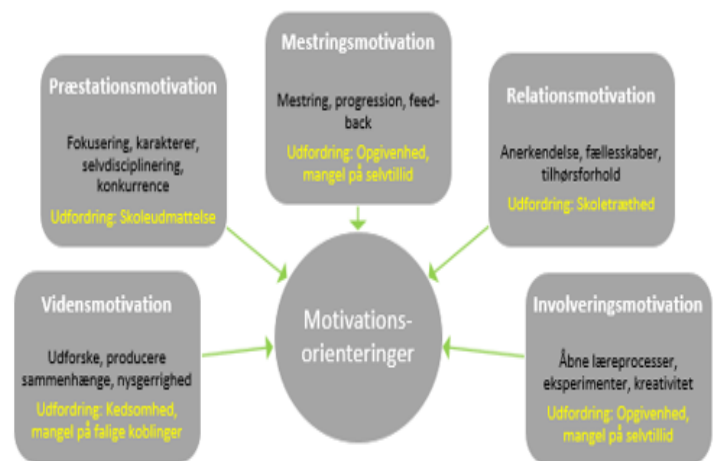 Mestringsmotivation
Mestring, progression, feed-
back
Udfordring: Opgivenhed,
mangel på selvtillid
Præstationsmotivation
Fokusering, karakterer,
selvdisciplinering,
konkurrence
Udfordring: Skoleudmattelse
Relationsmotivation
Anerkendelse, fællesskaber,
tilhørsforhold
Udfordring: Skoletræthed
Vidensmotivation
Udforske, producere
sammenhænge, nysgerrighed
Udfordring: Kedsomhed,
mangel på falige koblinger
Motivations-
orienteringer
Involveringsmotivation
Åbne læreprocesser,
eksperimenter, kreativitet
Udfordring: Opgivenhed,
mangel på selvtillid